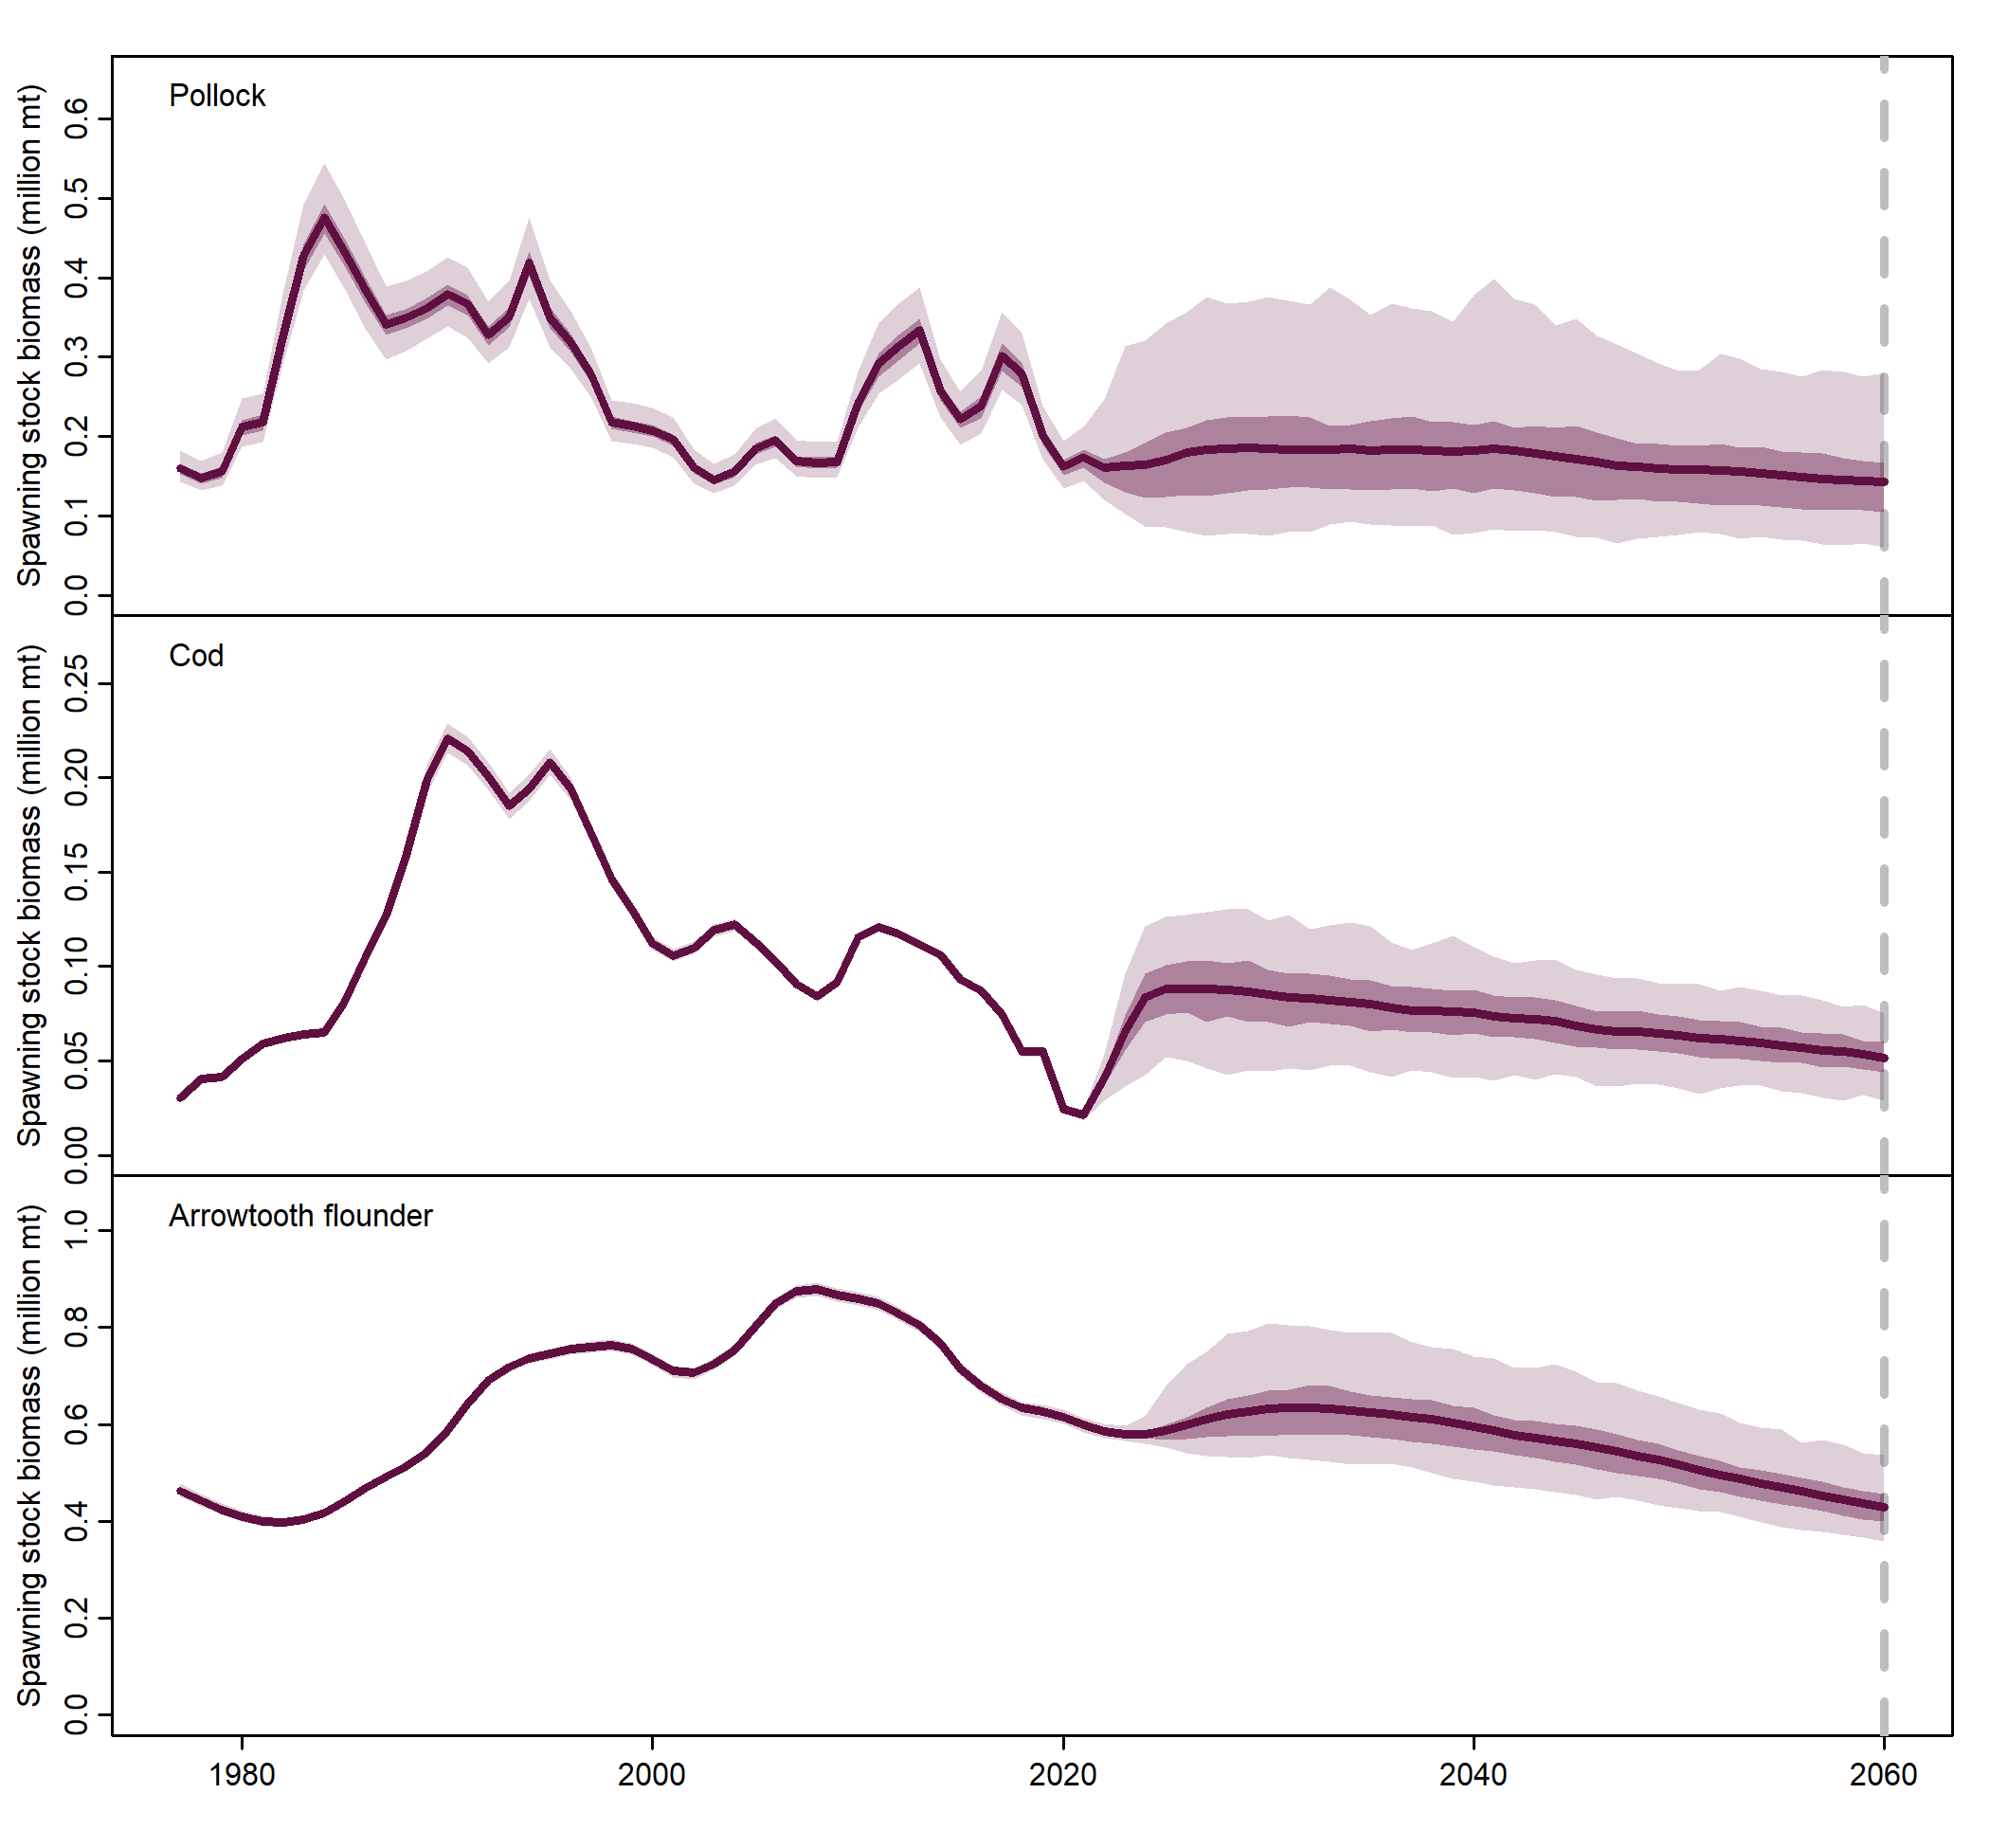 Pollock
Spawning stock biomass (million mt)
0.6
0.5
0.4
0.3
0.2
0.1
0.0
Cod
Spawning stock biomass (million mt)
0.25
0.20
0.15
0.10
0.05
0.00
Arrowtooth flounder
Spawning stock biomass (million mt)
1.0
0.8
0.6
0.4
0.2
0.0
1980 2000 2020 2040 2060